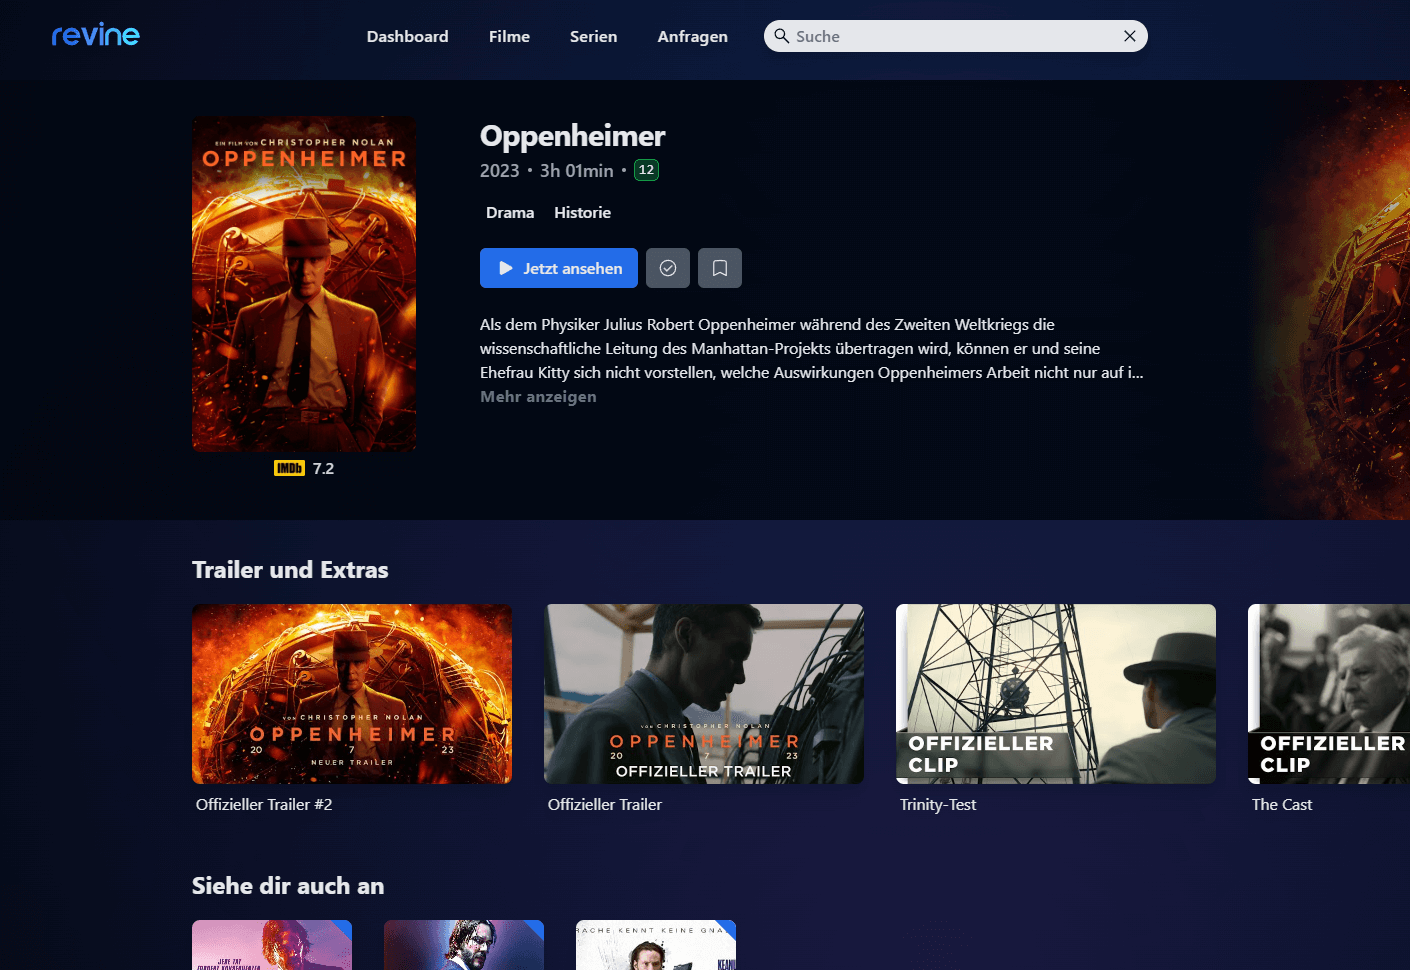 revine
Dashboard Filme Serien Anfragen Suche
EIN FILM VON CHRISTOPHER NOLAN
OPPENHEIMER
IMDb 7.2
Oppenheimer
2023 • 3h 01min • 12
Drama Historie
Jetzt ansehen
Als dem Physiker Julius Robert Oppenheimer während des Zweiten Weltkriegs die
wissenschaftliche Leitung des Manhattan-Projekts übertragen wird, können er und seine
Ehefrau Kitty sich nicht vorstellen, welche Auswirkungen Oppenheimers Arbeit nicht nur auf i...
Mehr anzeigen
Trailer und Extras
VON CHRISTOPHER NOLAN
OPPENHEIMER
20 7 23
NEUER TRAILER
Offizieller Trailer #2
VON CHRISTOPHER NOLAN
OPPENHEIMER
20 7 23
OFFIZIELLER TRAILER
Offizieller Trailer
OFFIZIELLER
CLIP
Trinity-Test
OFFIZIELLER
CLIP
The Cast
Siehe dir auch an
JEDE TAT
RACHE KENNT KEINE GNA
KEANU